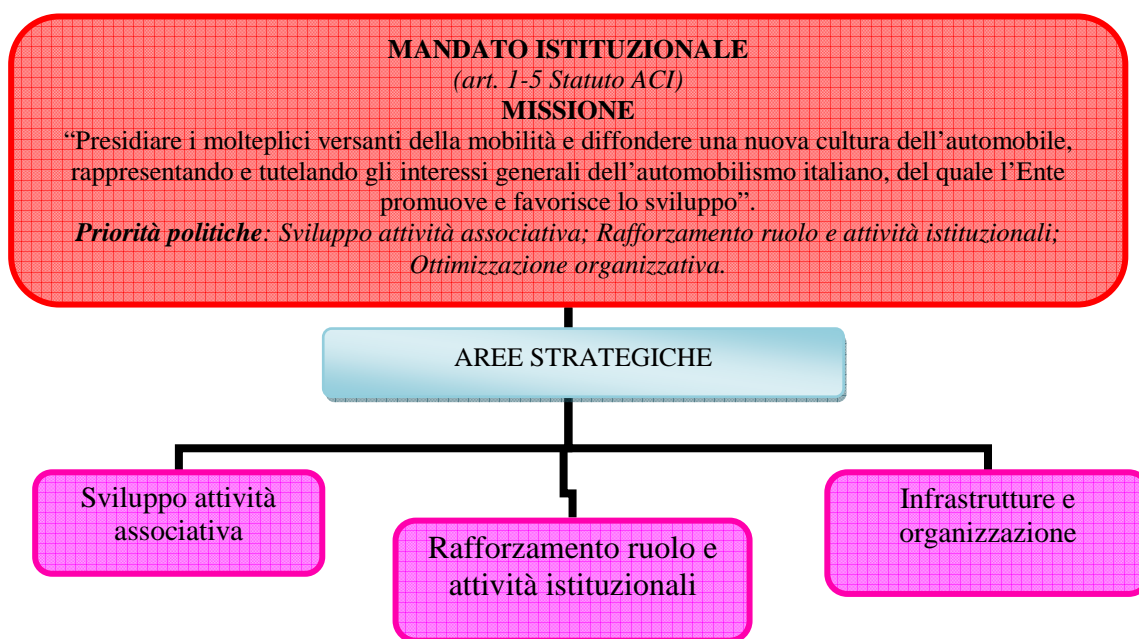 MANDATO ISTITUZIONALE
(art. 1-5 Statuto ACI)
MISSIONE
“Presidiare i molteplici versanti della mobilità e diffondere una nuova cultura dell’automobile,
rappresentando e tutelando gli interessi generali dell’automobilismo italiano, del quale l’Ente
promuove e favorisce lo sviluppo”.
Priorità politiche: Sviluppo attività associativa; Rafforzamento ruolo e attività istituzionali;
Ottimizzazione organizzativa.
AREE STRATEGICHE
Sviluppo attività
associativa
Rafforzamento ruolo e
attività istituzionali
Infrastrutture e
organizzazione